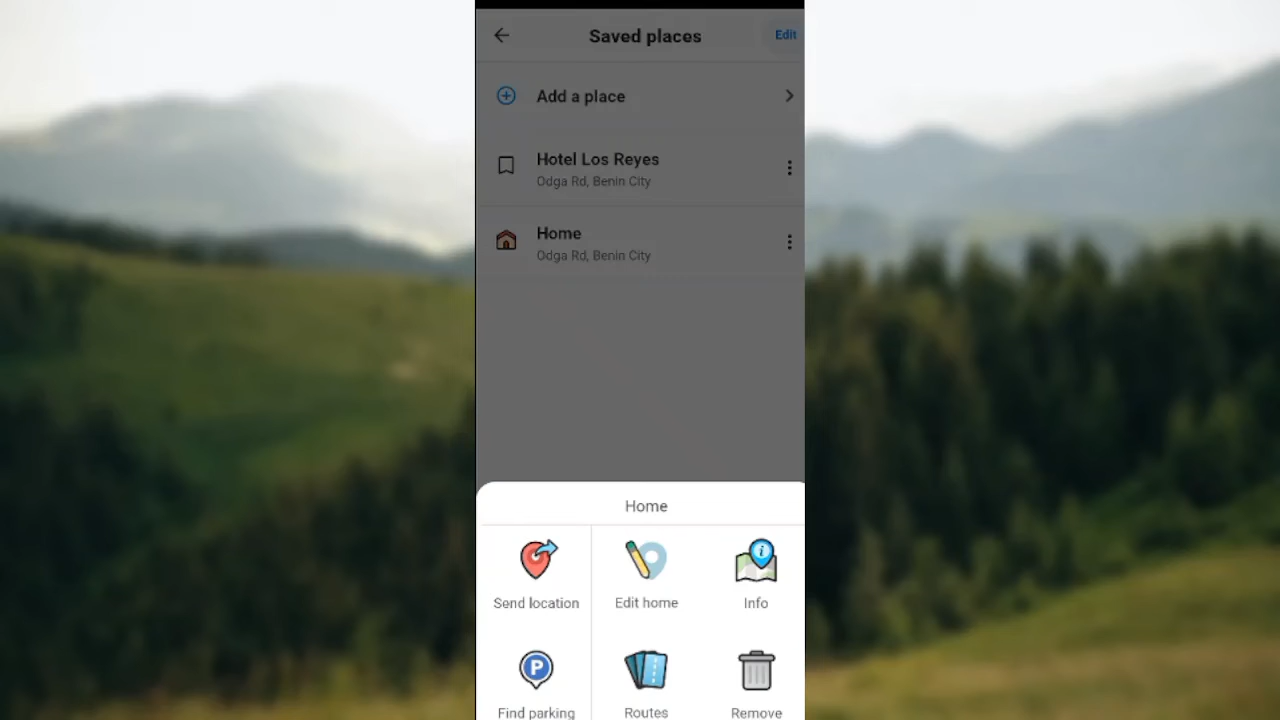 Saved places
Edit
Add a place
Hotel Los Reyes
Odga Rd, Benin City
Home
Odga Rd, Benin City
Home
Send location
Edit home
Info
Find parking
Routes
Remove